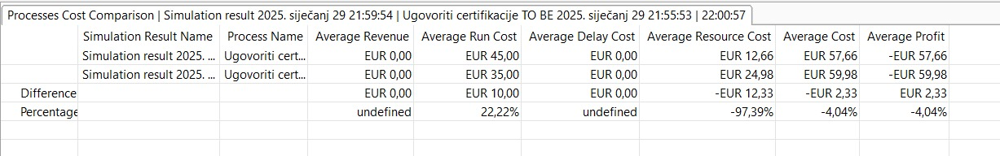 Processes Cost Comparison | Simulation result 2025. siječanj 29 21:59:54 | Ugovoriti certifikacije TO BE 2025. siječanj 29 21:55:53 | 22:00:57
Simulation Result Name Process Name Average Revenue Average Run Cost Average Delay Cost Average Resource Cost Average Cost Average Profit
Simulation result 2025. ... Ugovoriti cert... EUR 0,00 EUR 45,00 EUR 0,00 EUR 12,66 EUR 57,66 -EUR 57,66
Simulation result 2025. ... Ugovoriti cert... EUR 0,00 EUR 35,00 EUR 0,00 EUR 24,98 EUR 59,98 -EUR 59,98
Difference EUR 0,00 EUR 10,00 EUR 0,00 -EUR 12,33 -EUR 2,33 EUR 2,33
Percentage undefined 22,22% undefined -97,39% -4,04% -4,04%